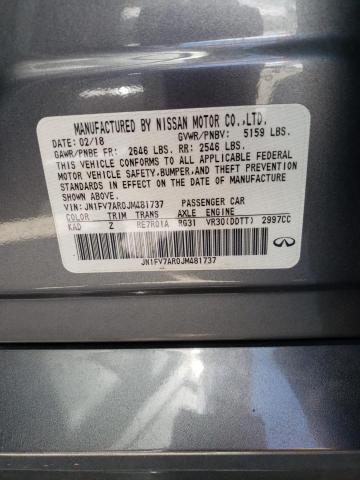 MANUFACTURED BY NISSAN MOTOR CO.,LTD.
DATE: 02/18 GVWR/PNBV: 5159 LBS.
GAWR/PNBE FR: 2646 LBS. RR: 2546 LBS.
THIS VEHICLE CONFORMS TO ALL APPLICABLE FEDERAL
MOTOR VEHICLE SAFETY,BUMPER,AND THEFT PREVENTION
STANDARDS IN EFFECT ON THE DATE OF MANUFACTURE
SHOWN ABOVE.
VIN: JN1FV7AR0JM481737 PASSENGER CAR
COLOR TRIM TRANS AXLE ENGINE
KAD Z RE7R01A RG31 VR30(DDTT) 2997CC
JN1FV7AR0JM481737